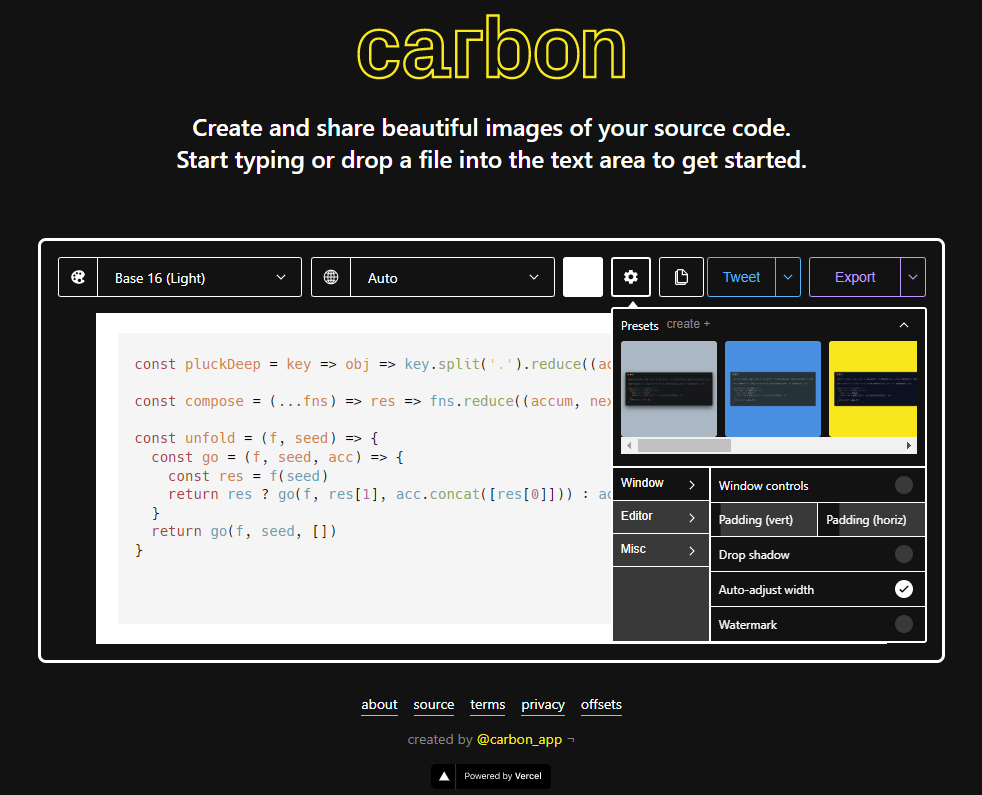 carbon
Create and share beautiful images of your source code.
Start typing or drop a file into the text area to get started.
Base 16 (Light)
Auto
Tweet
Export
Presets create +
const pluckDeep = key => obj => key.split('.').reduce((ac
const compose = (...fns) => res => fns.reduce((accum, nex
const unfold = (f, seed) => {
const go = (f, seed, acc) => {
const res = f(seed)
return res ? go(f, res[1], acc.concat([res[0]])) : ac
}
return go(f, seed, [])
}
Window
Editor
Misc
Window controls
Padding (vert) Padding (horiz)
Drop shadow
Auto-adjust width
Watermark
about source terms privacy offsets
created by @carbon_app ¬
Powered by Vercel